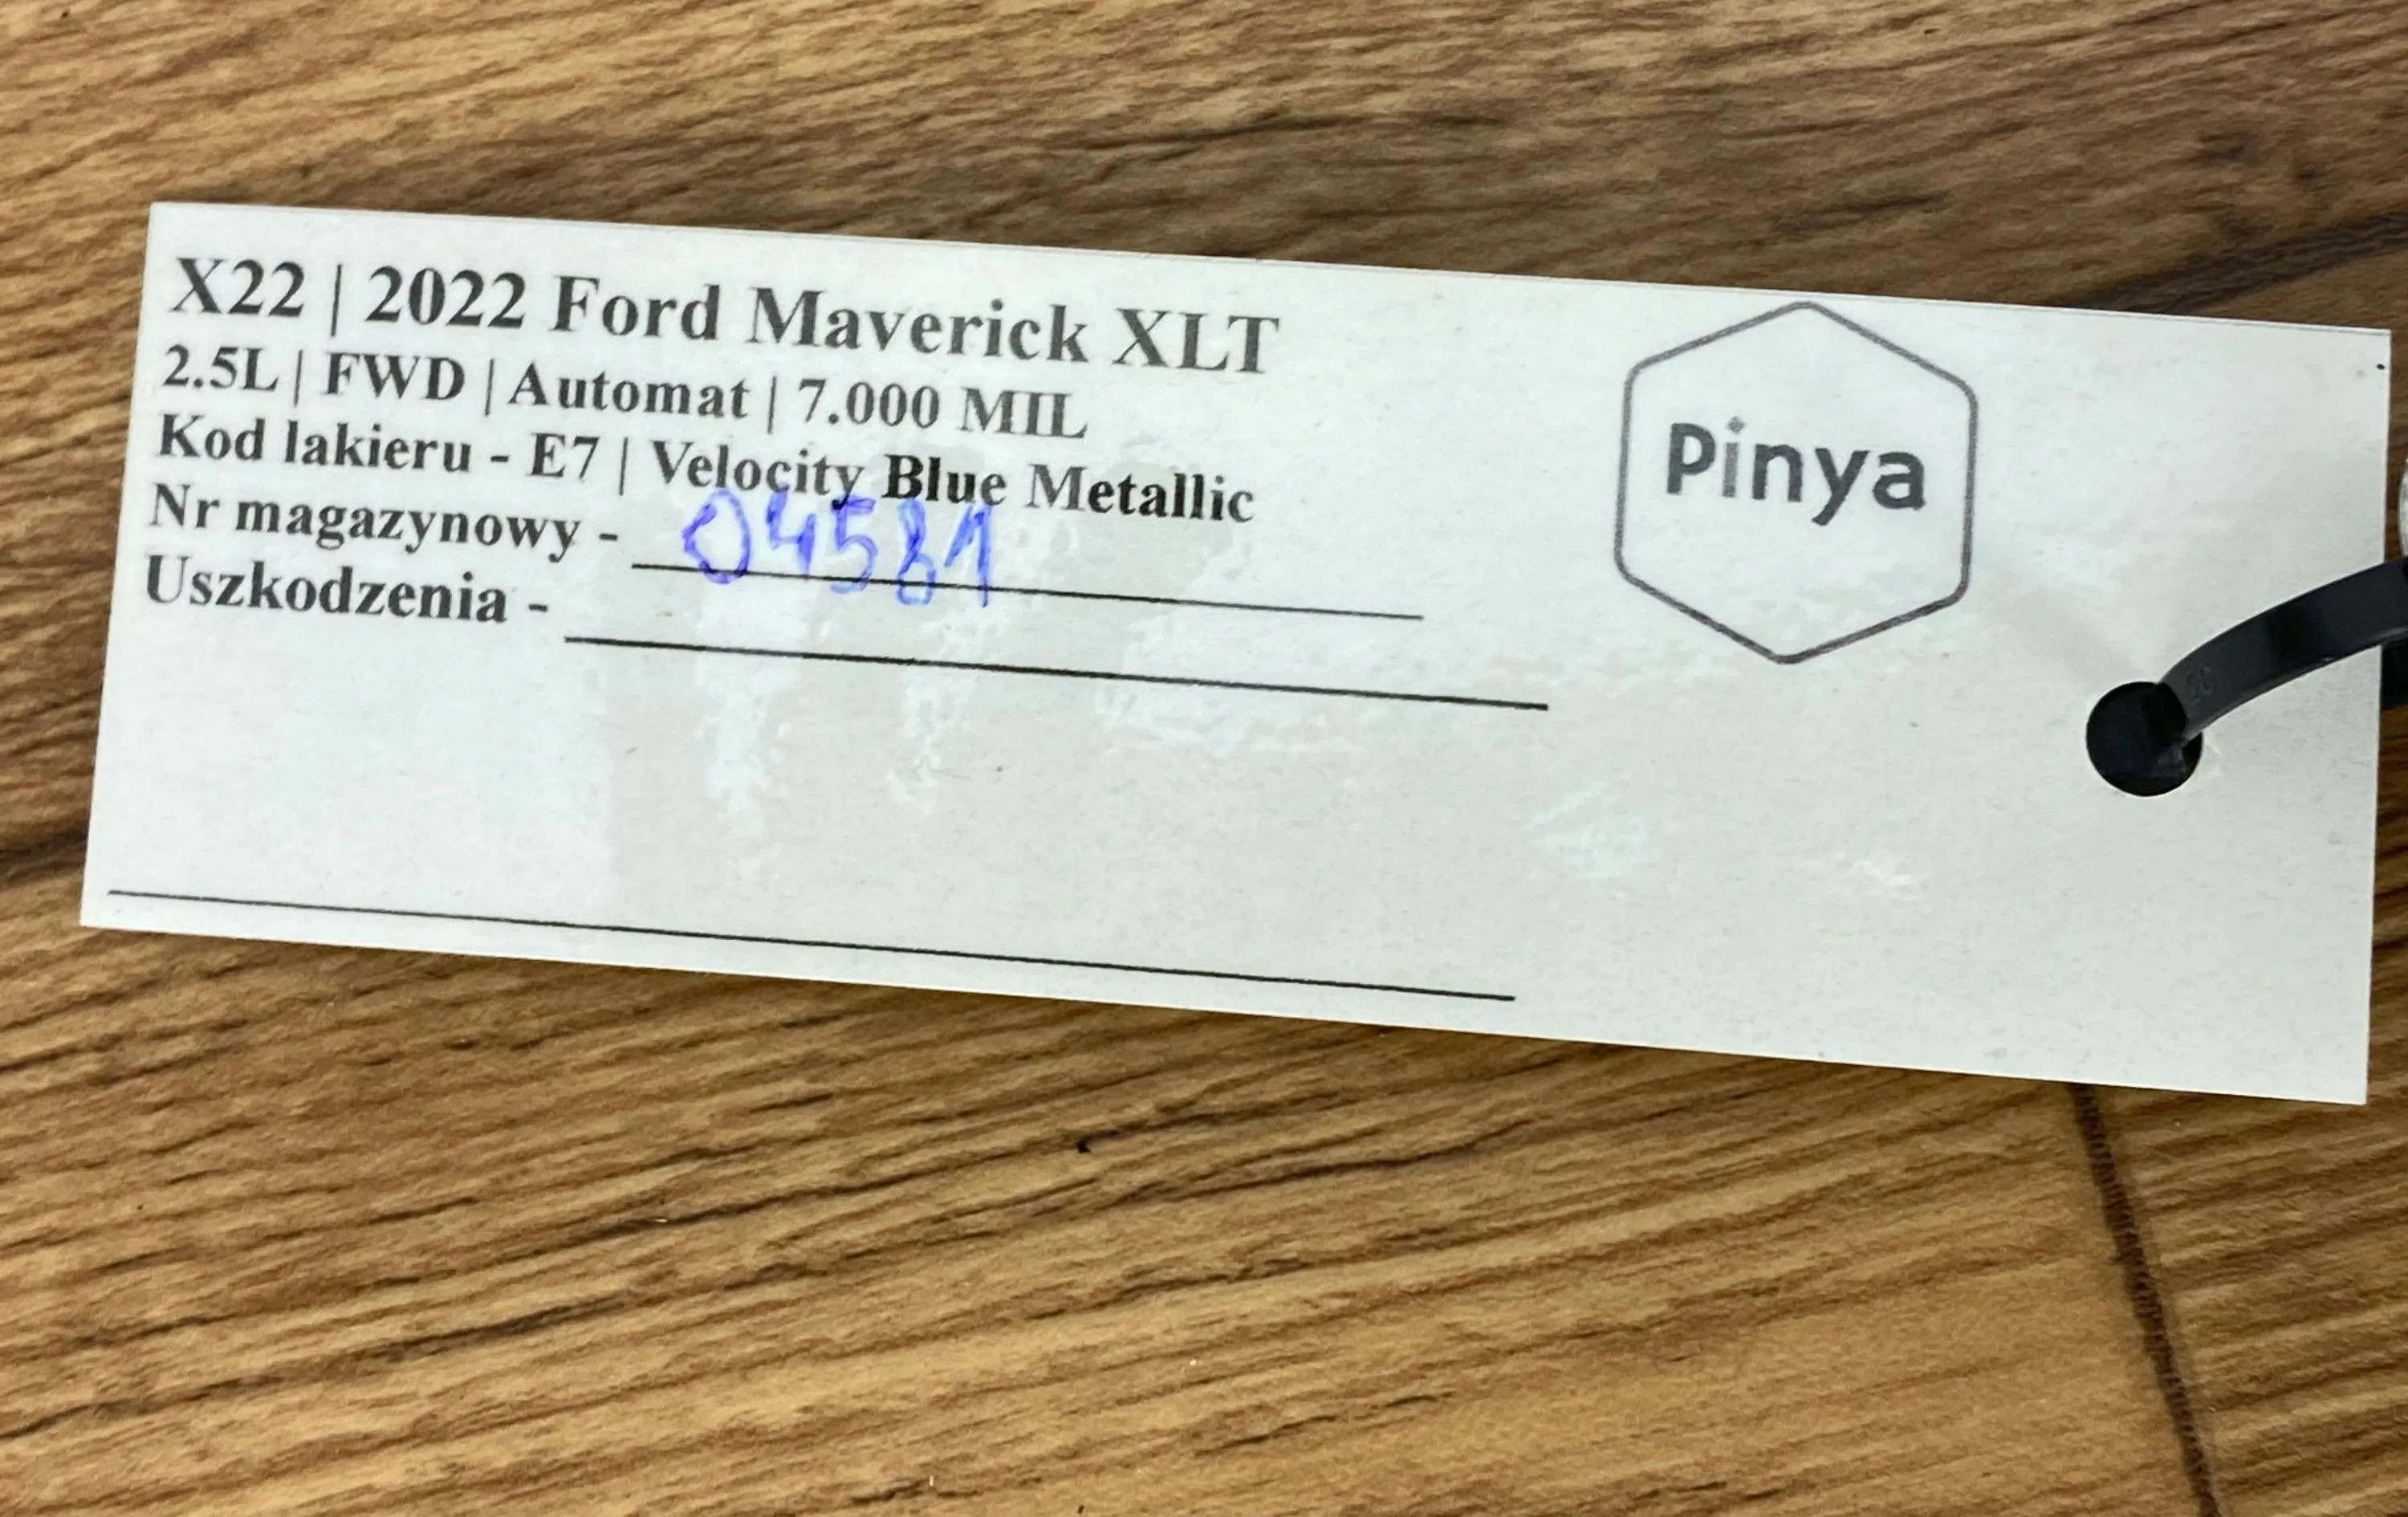 X22 | 2022 Ford Maverick XLT
2.5L | FWD | Automat | 7.000 MIL
Kod lakieru - E7 | Velocity Blue Metallic
Nr magazynowy - 04581
Uszkodzenia -
Pinya